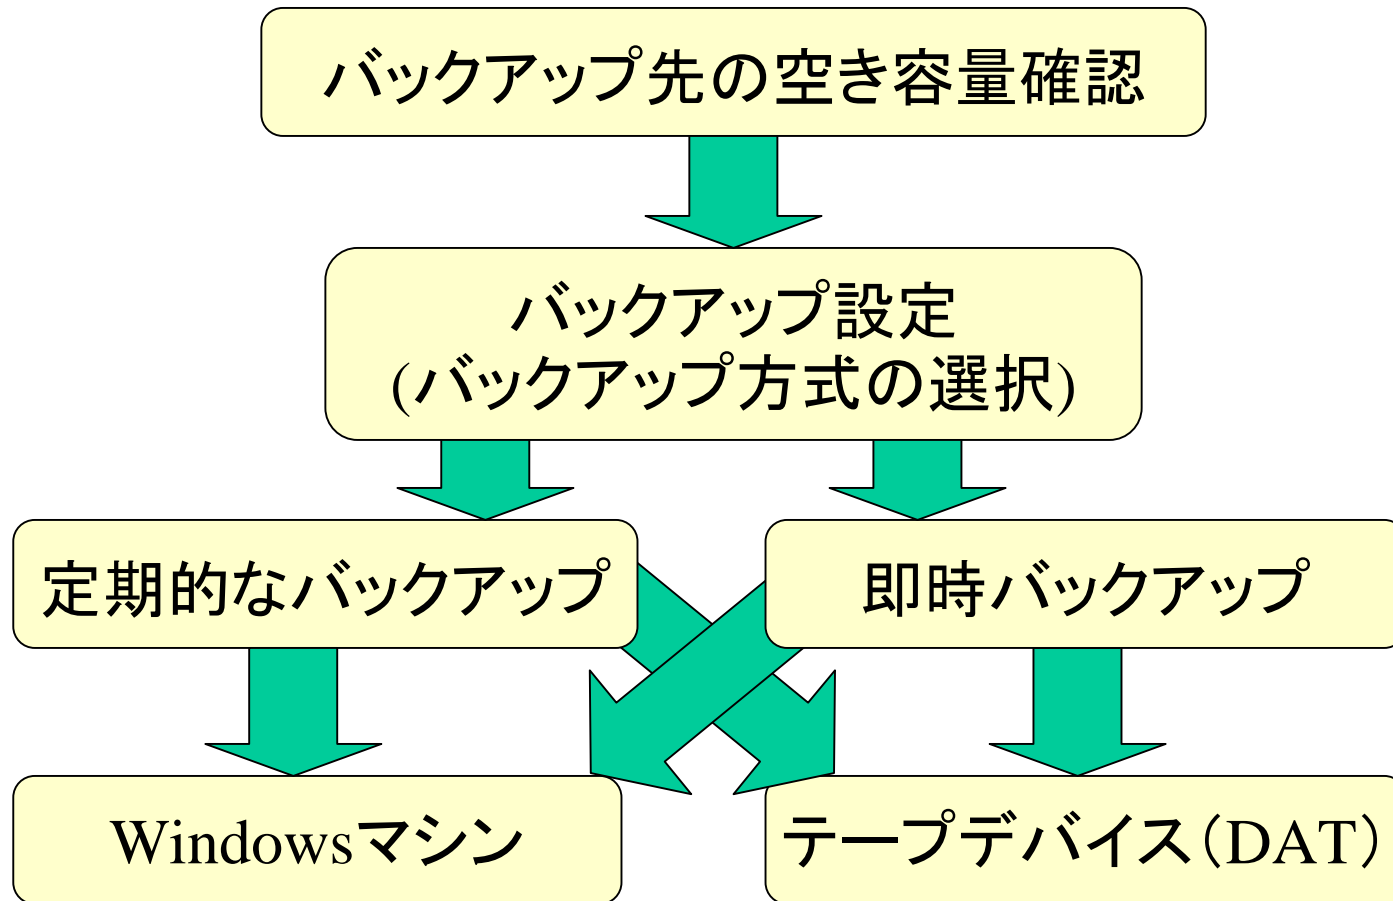 バックアップ先の空き容量確認
バックアップ設定
(バックアップ方式の選択)
定期的なバックアップ
即時バックアップ
Windowsマシン
テープデバイス（DAT）